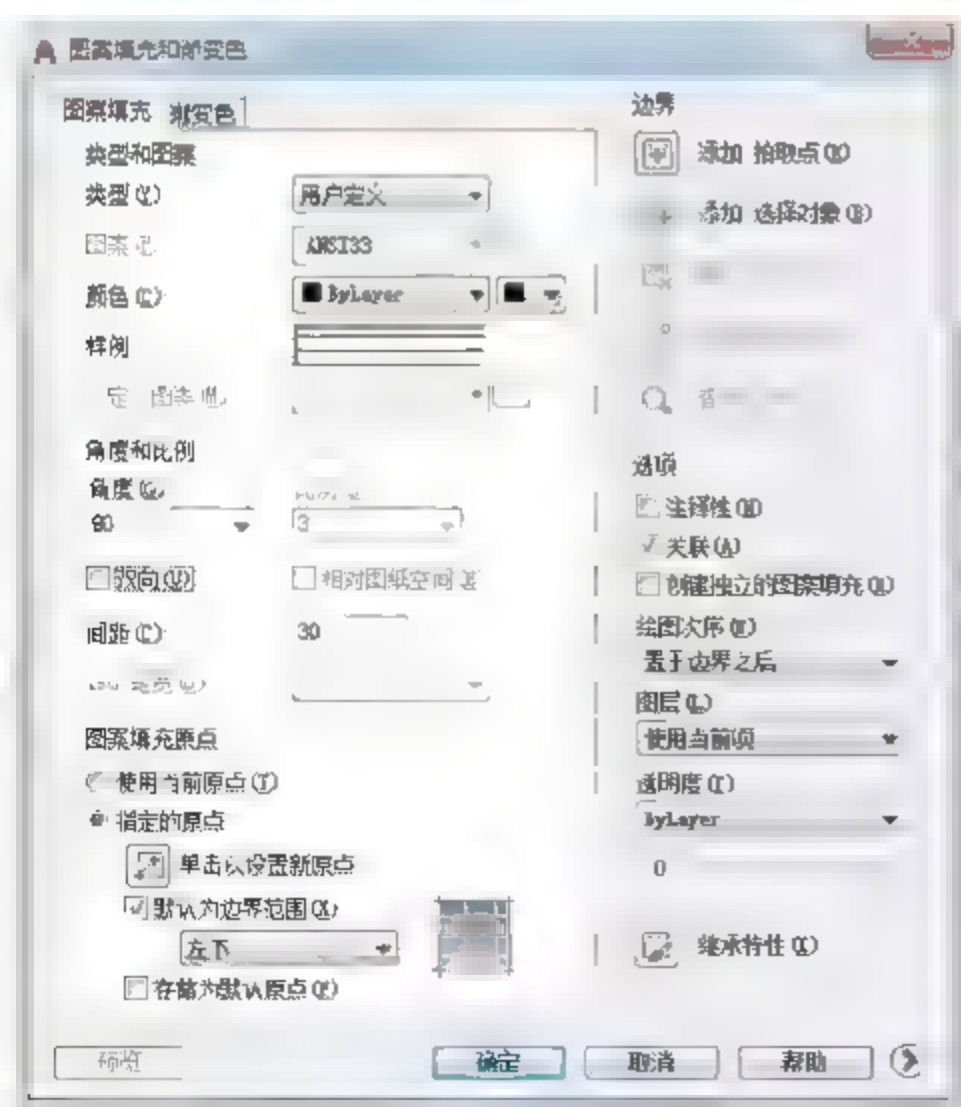 图案填充和渐变色
图案填充 渐变色
类型和图案
类型(Y)
用户定义
图案
ANSI33
颜色(C)
ByLayer
样例
角度和比例
角度(G)
90
3
双向(U)
相对图纸空间
间距(C)
30
图案填充原点
使用当前原点(T)
指定的原点
单击以设置新原点
默认为边界范围(X)
左下
存储为默认原点(F)
预览
边界
添加 拾取点(K)
添加 选择对象(B)
选项
注释性(N)
关联(A)
创建独立的图案填充(H)
绘图次序(W)
置于边界之后
图层(L)
使用当前项
透明度(T)
ByLayer
0
继承特性(I)
确定
取消
帮助